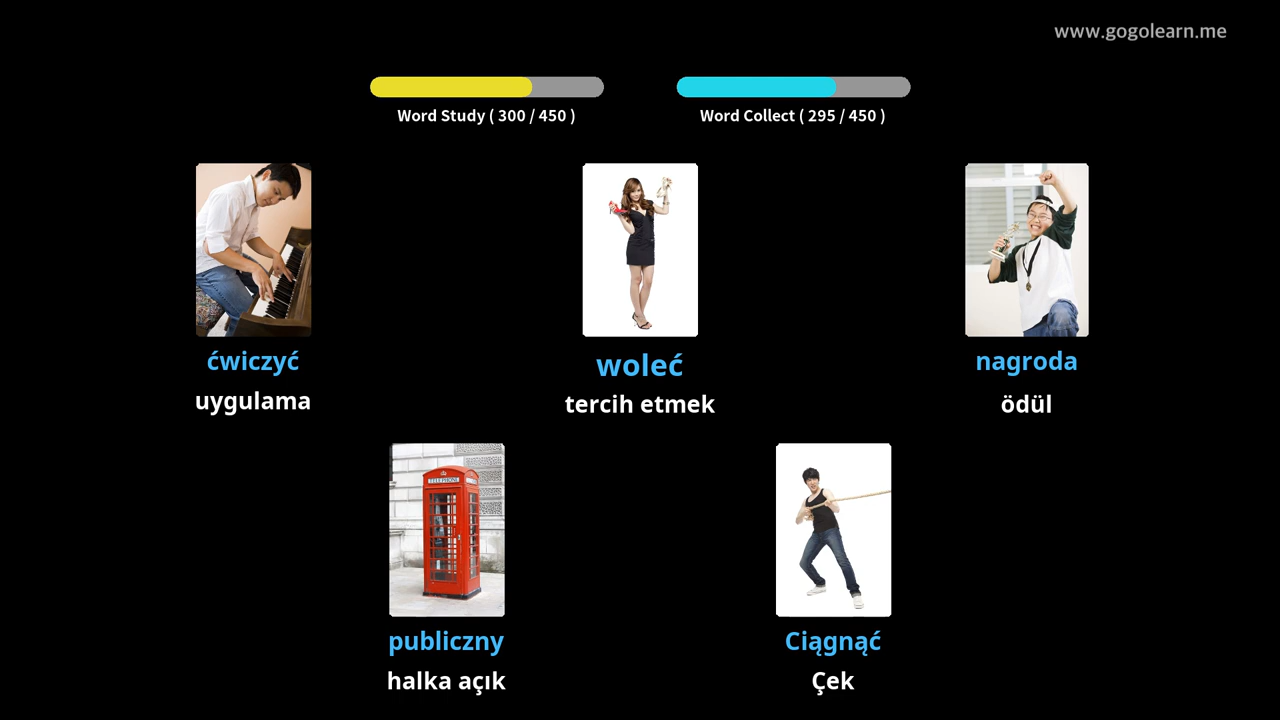 www.gogolearn.me
Word Study ( 300 / 450 )
Word Collect ( 295 / 450 )
ćwiczyć
uygulama
woleć
tercih etmek
nagroda
ödül
TELEPHONE
publiczny
halka açık
Ciągnąć
Çek